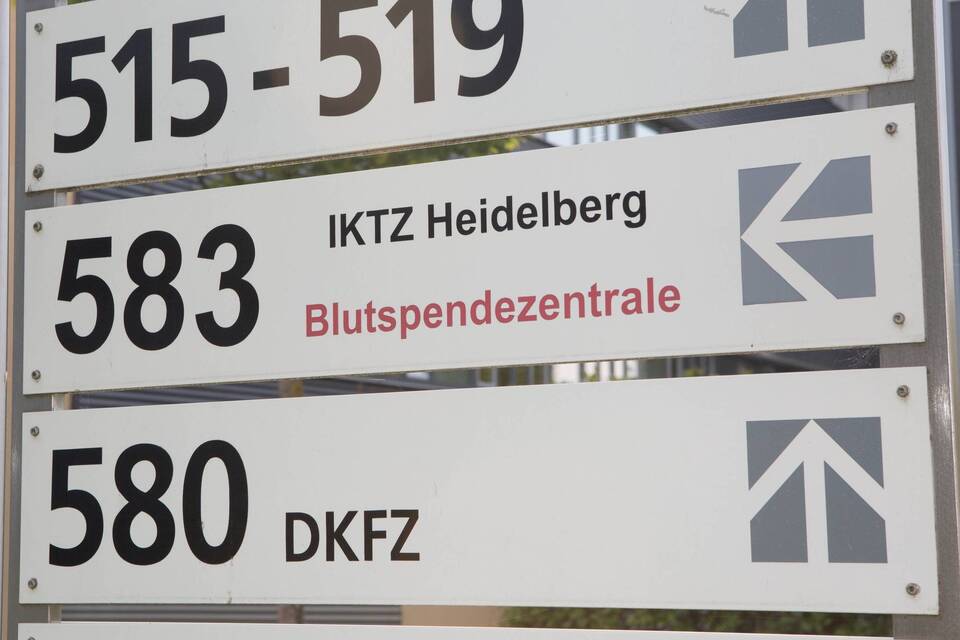 515 - 519
583
IKTZ Heidelberg
Blutspendezentrale
580 DKFZ